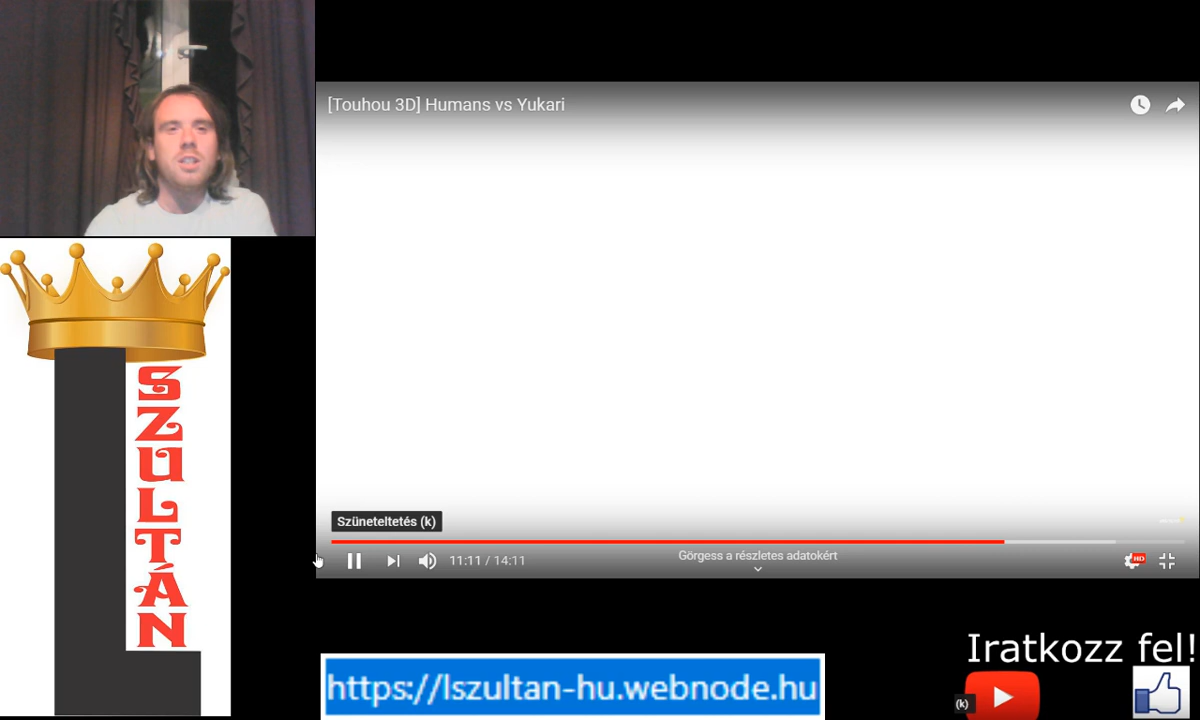 [Touhou 3D] Humans vs Yukari
SZULTÁN
Szüneteltetés (k)
11:11 / 14:11
Görgess a részletes adatokért
HD
Iratkozz fel!
https://lszultan-hu.webnode.hu
(k)